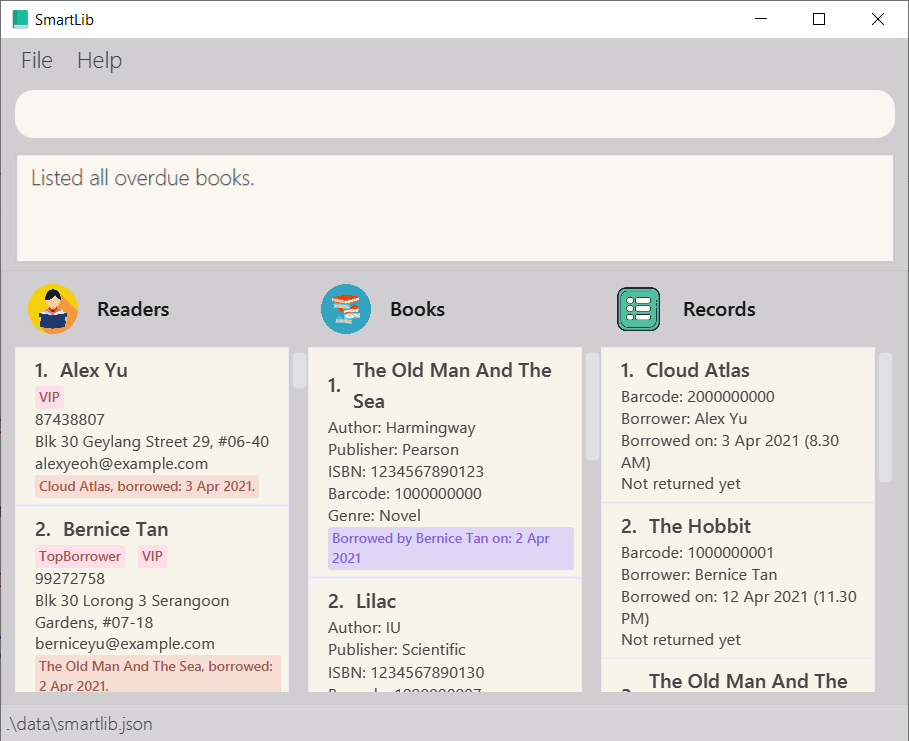 SmartLib
File Help
Listed all overdue books.
Readers
1. Alex Yu
VIP
87438807
Blk 30 Geylang Street 29, #06-40
alexyeoh@example.com
Cloud Atlas, borrowed: 3 Apr 2021.
2. Bernice Tan
TopBorrower VIP
99272758
Blk 30 Lorong 3 Serangoon
Gardens, #07-18
berniceyu@example.com
The Old Man And The Sea, borrowed:
2 Apr 2021.
Books
1. The Old Man And The
Sea
Author: Harmingway
Publisher: Pearson
ISBN: 1234567890123
Barcode: 1000000000
Genre: Novel
Borrowed by Bernice Tan on: 2 Apr
2021
2. Lilac
Author: IU
Publisher: Scientific
ISBN: 1234567890130
Records
1. Cloud Atlas
Barcode: 2000000000
Borrower: Alex Yu
Borrowed on: 3 Apr 2021 (8.30
AM)
Not returned yet
2. The Hobbit
Barcode: 1000000001
Borrower: Bernice Tan
Borrowed on: 12 Apr 2021 (11.30
PM)
Not returned yet
The Old Man And The
.\data\smartlib.json